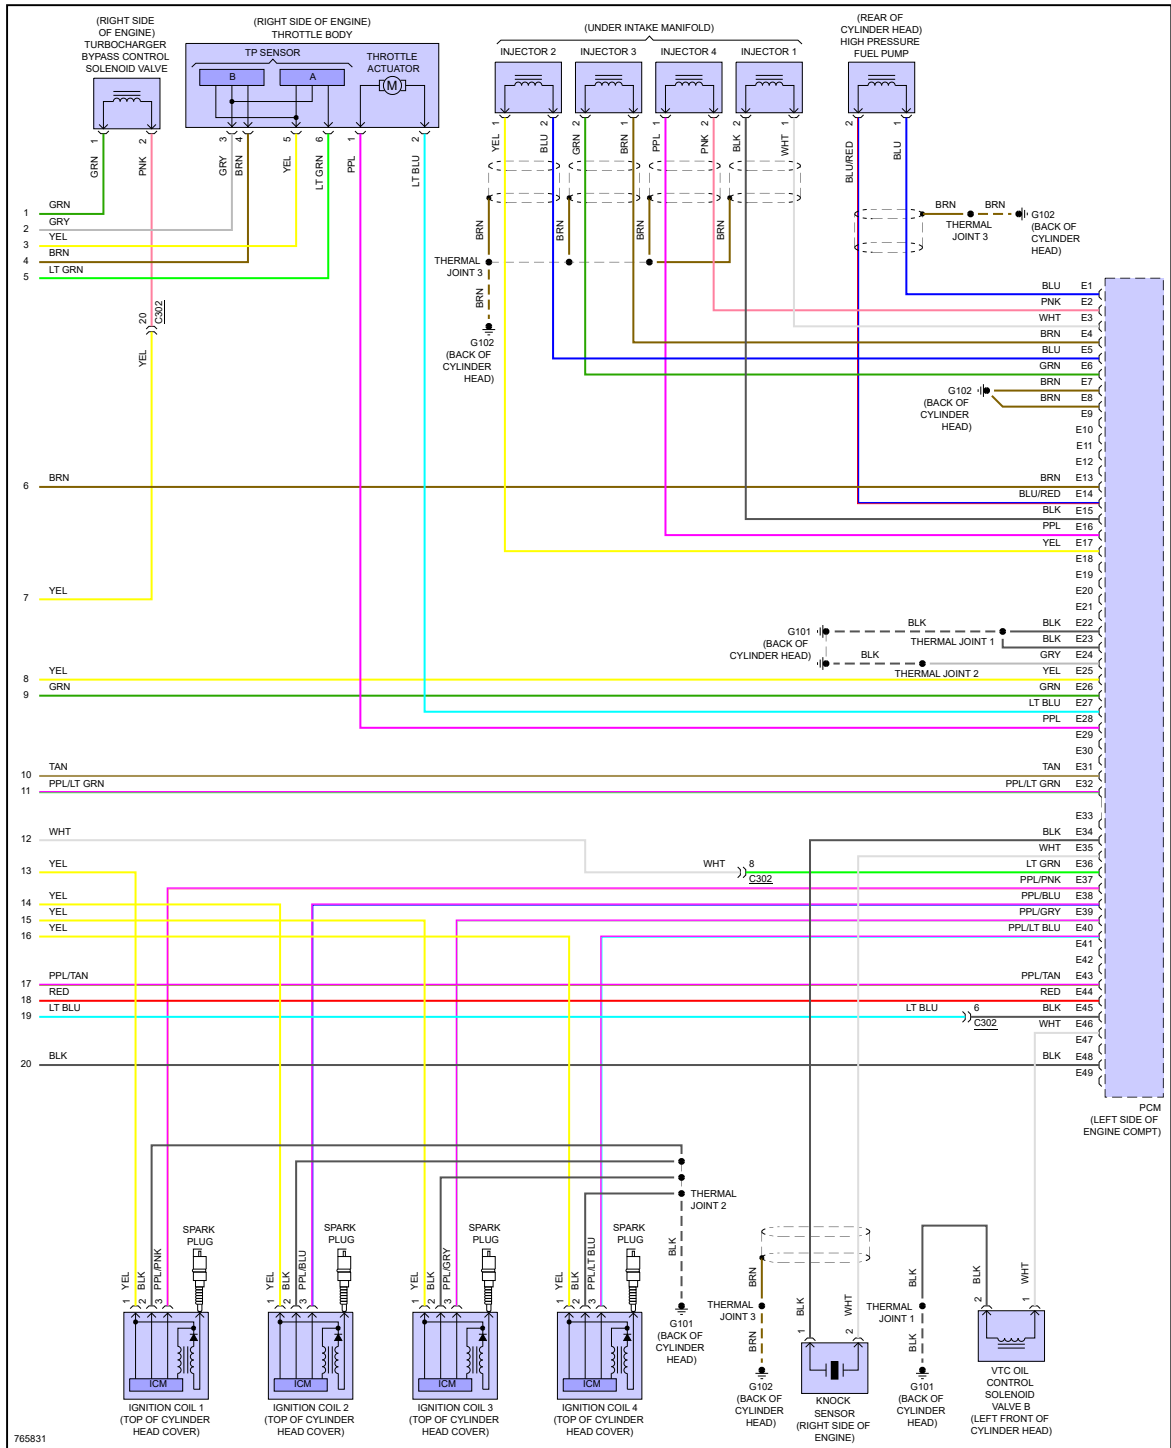 (RIGHT SIDE
OF ENGINE)
TURBOCHARGER
BYPASS CONTROL
SOLENOID VALVE
(RIGHT SIDE OF ENGINE)
THROTTLE BODY
TP SENSOR
B
A
THROTTLE
ACTUATOR
M
(UNDER INTAKE MANIFOLD)
INJECTOR 2
INJECTOR 3
INJECTOR 4
INJECTOR 1
(REAR OF
CYLINDER HEAD)
HIGH PRESSURE
FUEL PUMP
1 2 3 4 5 6 1 2 1 2 2 1 1 2 2 1 2 1
GRN PNK GRY BRN YEL LT GRN PPL LT BLU YEL BLU GRN BRN PPL PNK BLK WHT BLU/RED BLU
1 GRN
2 GRY
3 YEL
4 BRN
5 LT GRN
20
C302
YEL
BRN BRN BRN BRN
THERMAL
JOINT 3
BRN
G102
(BACK OF
CYLINDER
HEAD)
BRN BRN
THERMAL
JOINT 3
G102
(BACK OF
CYLINDER
HEAD)
BLU E1
PNK E2
WHT E3
BRN E4
BLU E5
GRN E6
BRN E7
BRN E8
G102
(BACK OF
CYLINDER
HEAD)
E9
E10
E11
E12
6 BRN
BRN E13
BLU/RED E14
BLK E15
PPL E16
YEL E17
E18
E19
E20
E21
7 YEL
G101
(BACK OF
CYLINDER HEAD)
BLK
THERMAL JOINT 1
BLK
THERMAL JOINT 2
BLK E22
BLK E23
GRY E24
8 YEL
YEL E25
9 GRN
GRN E26
LT BLU E27
PPL E28
E29
E30
10 TAN
TAN E31
11 PPL/LT GRN
PPL/LT GRN E32
E33
12 WHT
BLK E34
WHT E35
13 YEL
WHT 8
C302
LT GRN E36
PPL/PNK E37
14 YEL
PPL/BLU E38
15 YEL
PPL/GRY E39
16 YEL
PPL/LT BLU E40
E41
E42
17 PPL/TAN
PPL/TAN E43
18 RED
RED E44
19 LT BLU
LT BLU 6
C302
BLK E45
WHT E46
E47
20 BLK
BLK E48
E49
PCM
(LEFT SIDE OF
ENGINE COMPT)
THERMAL
JOINT 2
BLK
G101
(BACK OF
CYLINDER
HEAD)
SPARK
PLUG
YEL BLK PPL/PNK
1 2 3
ICM
IGNITION COIL 1
(TOP OF CYLINDER
HEAD COVER)
SPARK
PLUG
YEL BLK PPL/BLU
1 2 3
IGNITION COIL 2
(TOP OF CYLINDER
HEAD COVER)
ICM
SPARK
PLUG
YEL BLK PPL/GRY
1 2 3
ICM
IGNITION COIL 3
(TOP OF CYLINDER
HEAD COVER)
SPARK
PLUG
YEL BLK PPL/LT BLU
1 2 3
ICM
IGNITION COIL 4
(TOP OF CYLINDER
HEAD COVER)
BRN
THERMAL
JOINT 3
BRN
G102
(BACK OF
CYLINDER
HEAD)
BLK WHT
1 2
KNOCK
SENSOR
(RIGHT SIDE OF
ENGINE)
BLK
THERMAL
JOINT 1
BLK
G101
(BACK OF
CYLINDER
HEAD)
BLK WHT
2 1
VTC OIL
CONTROL
SOLENOID
VALVE B
(LEFT FRONT OF
CYLINDER HEAD)
765831